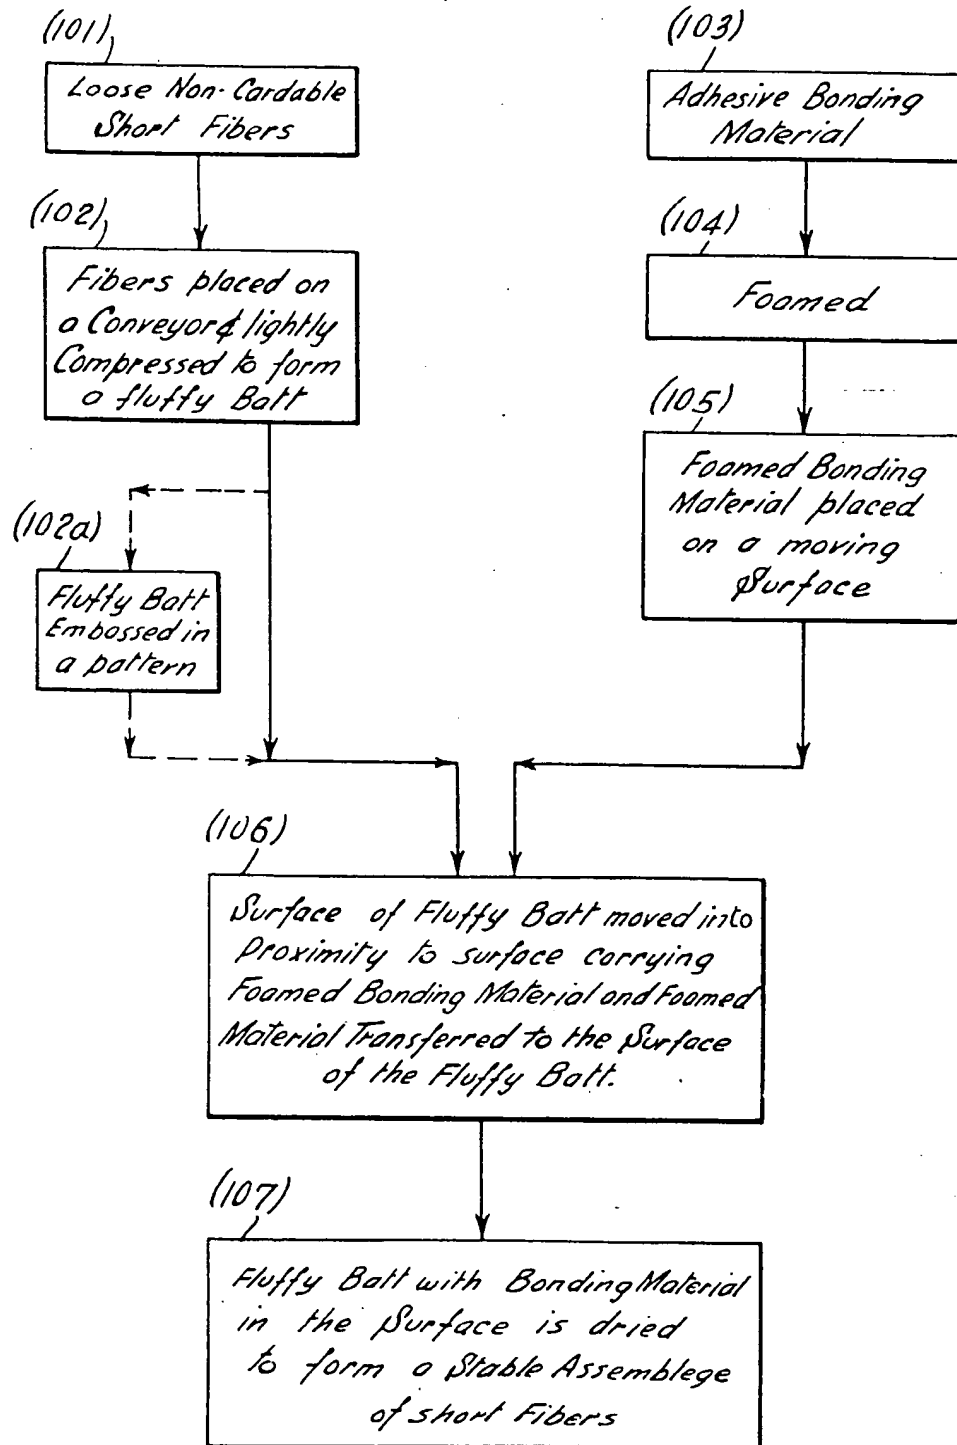 (101)
Loose Non-Cardable
Short Fibers
(102)
Fibers placed on
a Conveyor & lightly
Compressed to form
a fluffy Batt
(102a)
Fluffy Batt
Embossed in
a pattern
(103)
Adhesive Bonding
Material
(104)
Foamed
(105)
Foamed Bonding
Material placed
on a moving
Surface
(106)
Surface of Fluffy Batt moved into
Proximity to surface carrying
Foamed Bonding Material and Foamed
Material Transferred to the Surface
of the Fluffy Batt.
(107)
Fluffy Batt with Bonding Material
in the Surface is dried
to form a Stable Assemblege
of short Fibers